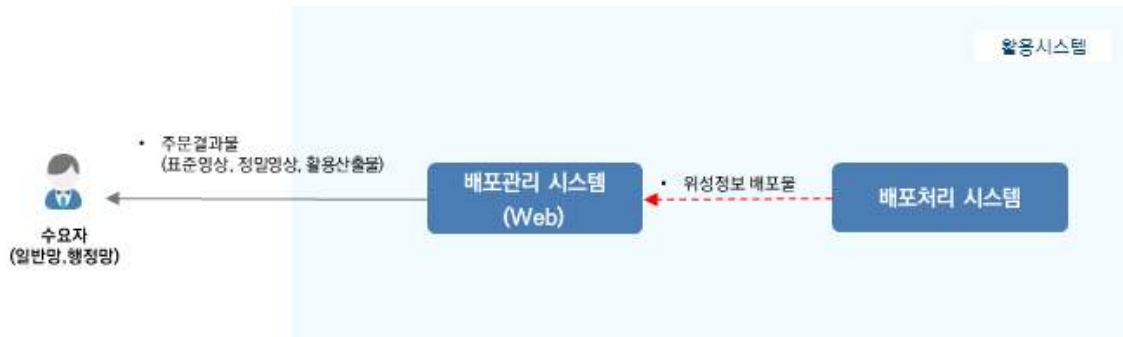 활용시스템
• 주문결과물
(표준영상, 정밀영상, 활용산출물)
배포관리 시스템
(Web)
• 위성정보 배포물
배포처리 시스템
수요자
(일반망,행정망)